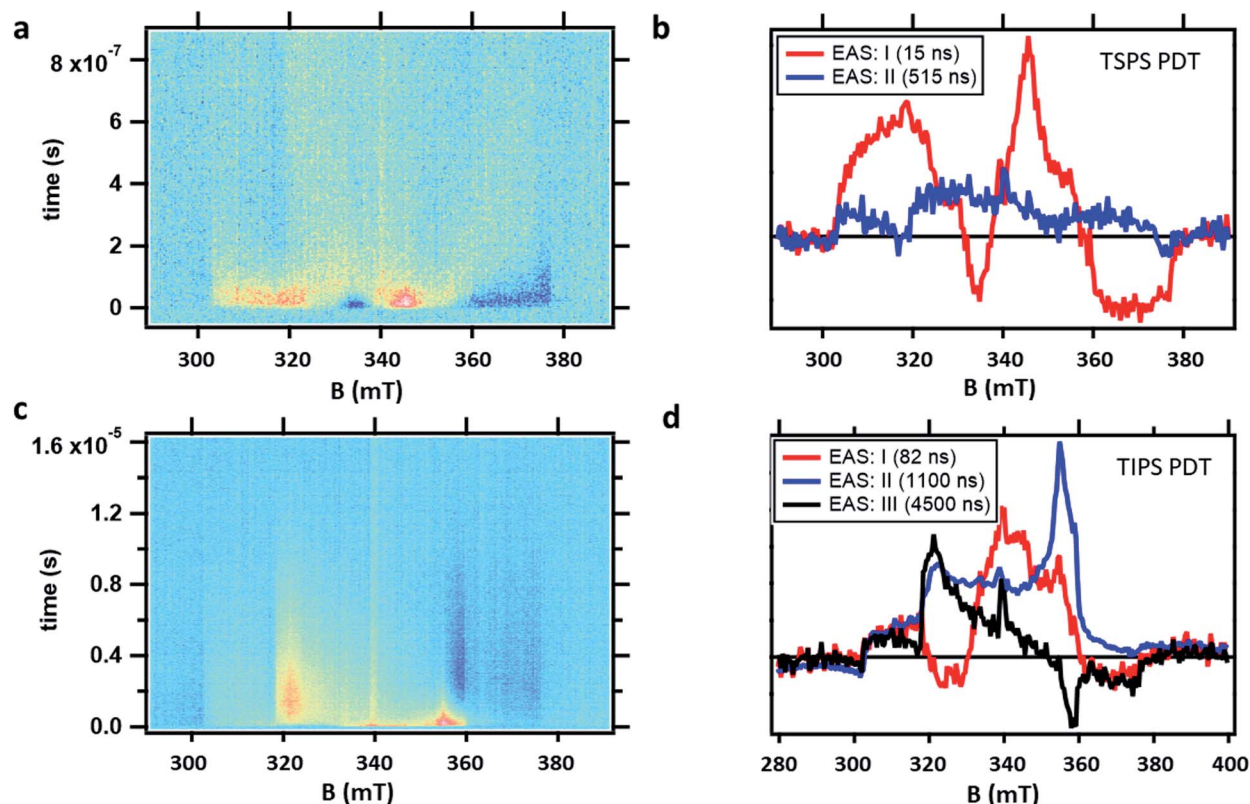 a
8 x10⁻⁷
6
4
2
0
time (s)
300 320 340 360 380
B (mT)
b
EAS: I (15 ns)
EAS: II (515 ns)
TSPS PDT
300 320 340 360 380
B (mT)
c
1.6 x10⁻⁵
1.2
0.8
0.4
0.0
time (s)
300 320 340 360 380
B (mT)
d
EAS: I (82 ns)
EAS: II (1100 ns)
EAS: III (4500 ns)
TIPS PDT
280 300 320 340 360 380 400
B (mT)